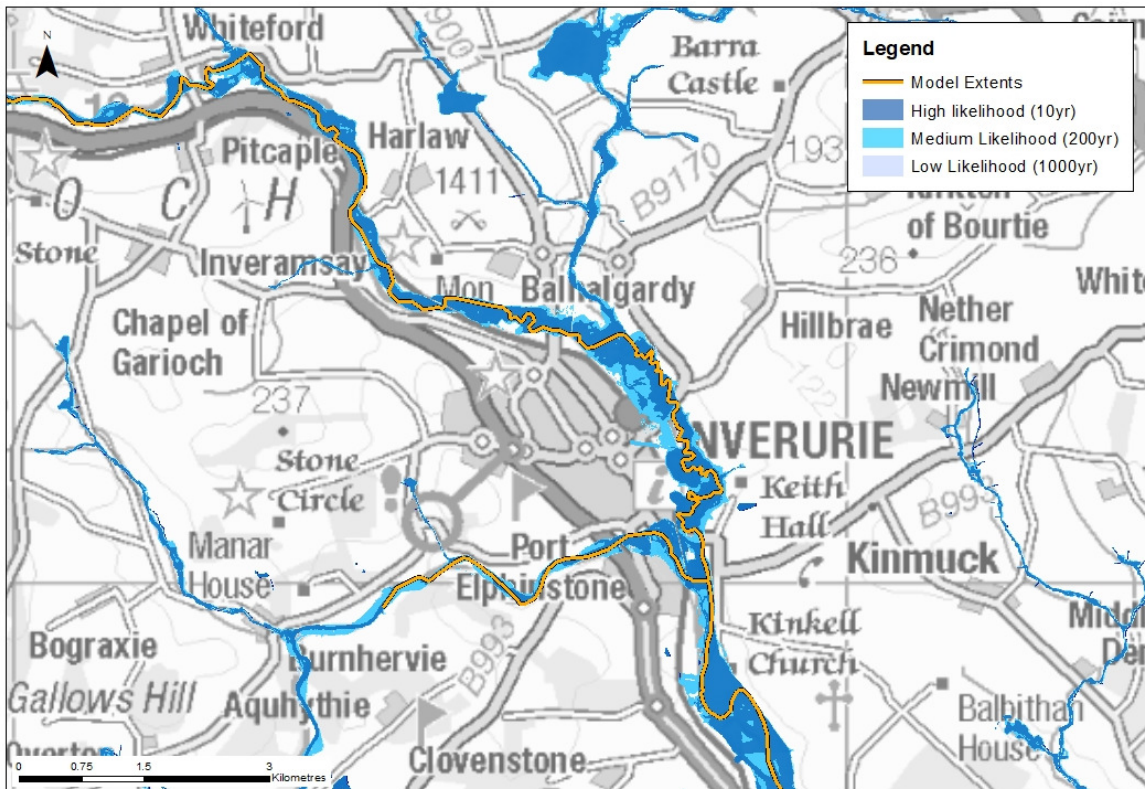 Whiteford
N
Barra
Castle
Legend
Model Extents
High likelihood (10yr)
Medium Likelihood (200yr)
Low Likelihood (1000yr)
Harlaw
Pitcaple
1411
B9170
193
O C H
Stone
of Bourtie
236
Inveramsay
Mon
Balhalgardy
Chapel of
Garioch
Hillbrae
Nether
Crimond
Newmill
237
Stone
Circle
NVERURIE
i
Keith
Hall
B99
Manar
House
Port
Elphinstone
Kinmuck
Kinkell
Church
Bograxie
Burnhervie
B993
Gallows Hill
Aquhythie
Balbithan
House
Clovenstone
0 0.75 1.5 3
Kilometres